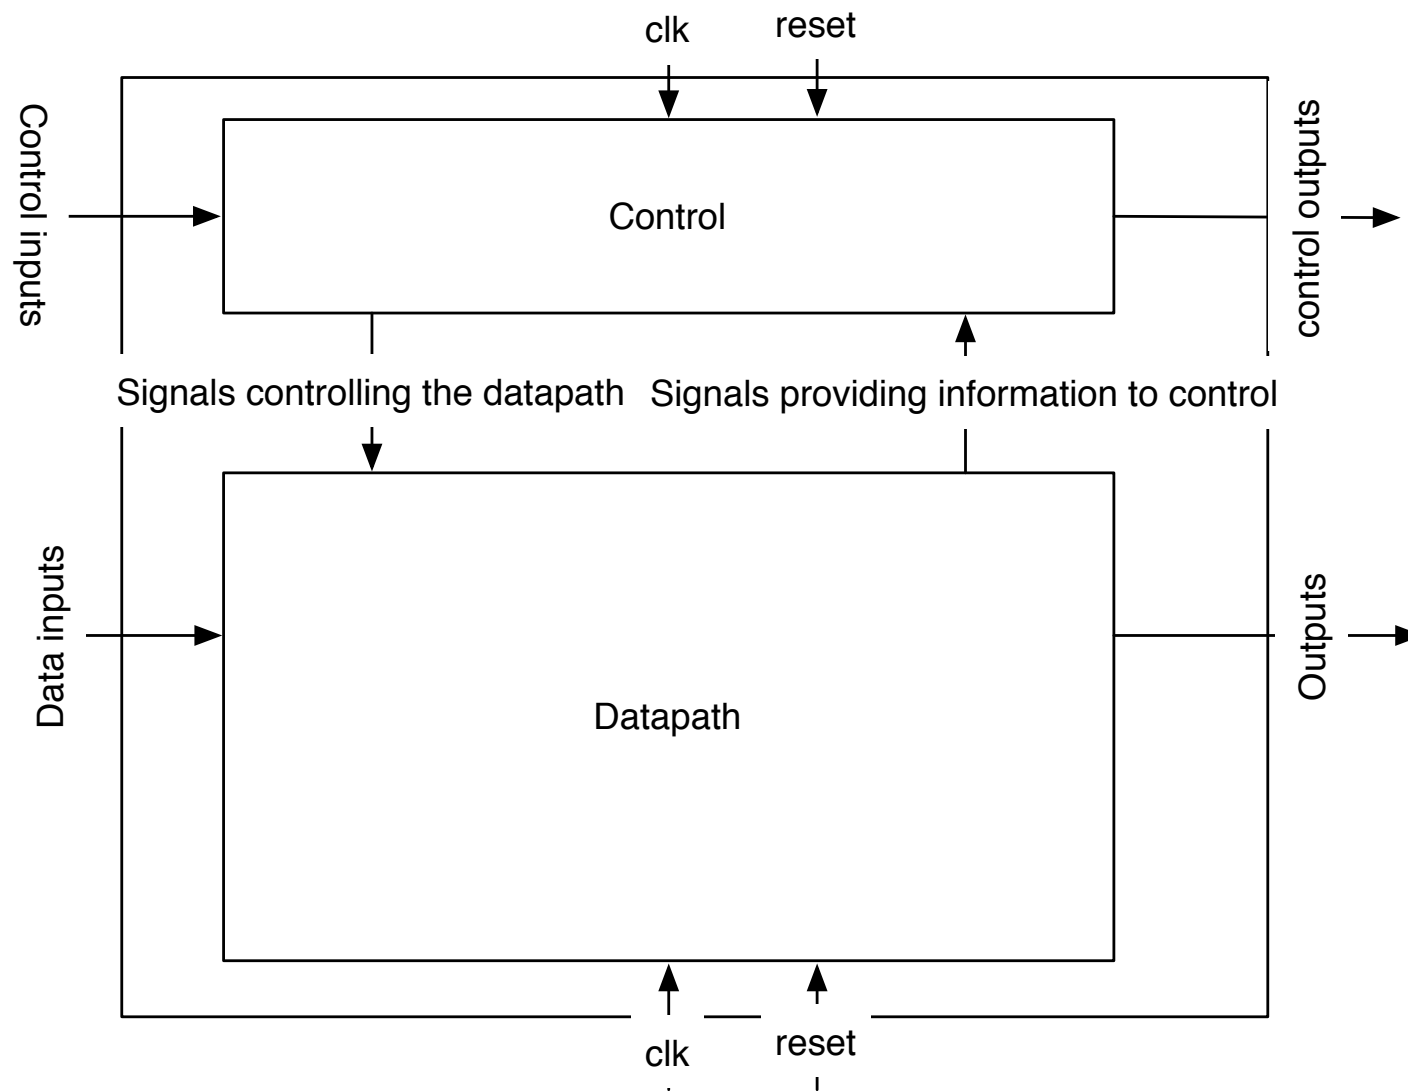 clk
reset
Control inputs
Control
control outputs
Signals controlling the datapath
Signals providing information to control
Data inputs
Datapath
Outputs
clk
reset